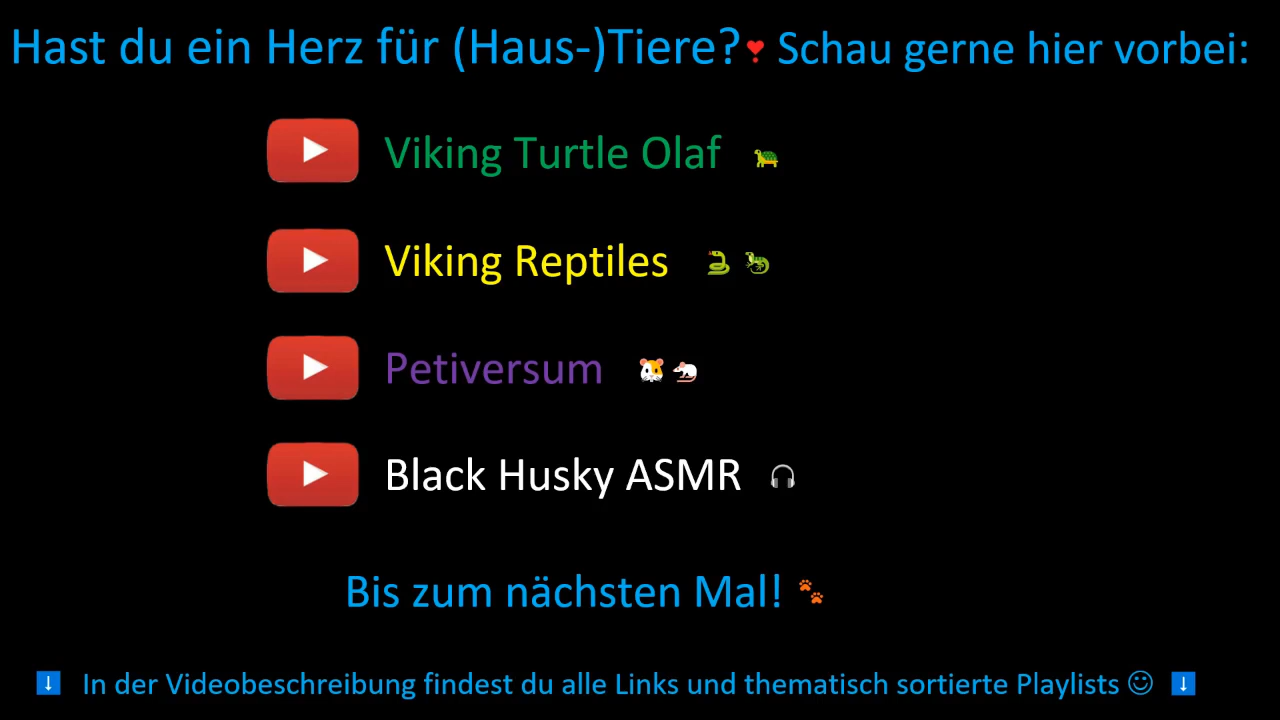 Hast du ein Herz für (Haus-)Tiere?❣ Schau gerne hier vorbei:
Viking Turtle Olaf 🐢
Viking Reptiles 🐍 🐉
Petiversum 🐹 🐁
Black Husky ASMR 🎧
Bis zum nächsten Mal! 🐾
⬇ In der Videobeschreibung findest du alle Links und thematisch sortierte Playlists ☺ ⬇